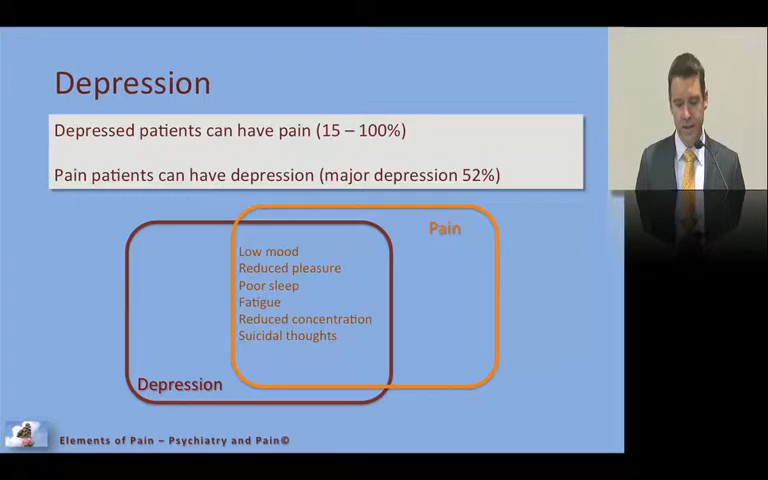 Depression
Depressed patients can have pain (15 – 100%)
Pain patients can have depression (major depression 52%)
Pain
Low mood
Reduced pleasure
Poor sleep
Fatigue
Reduced concentration
Suicidal thoughts
Depression
Elements of Pain – Psychiatry and Pain©